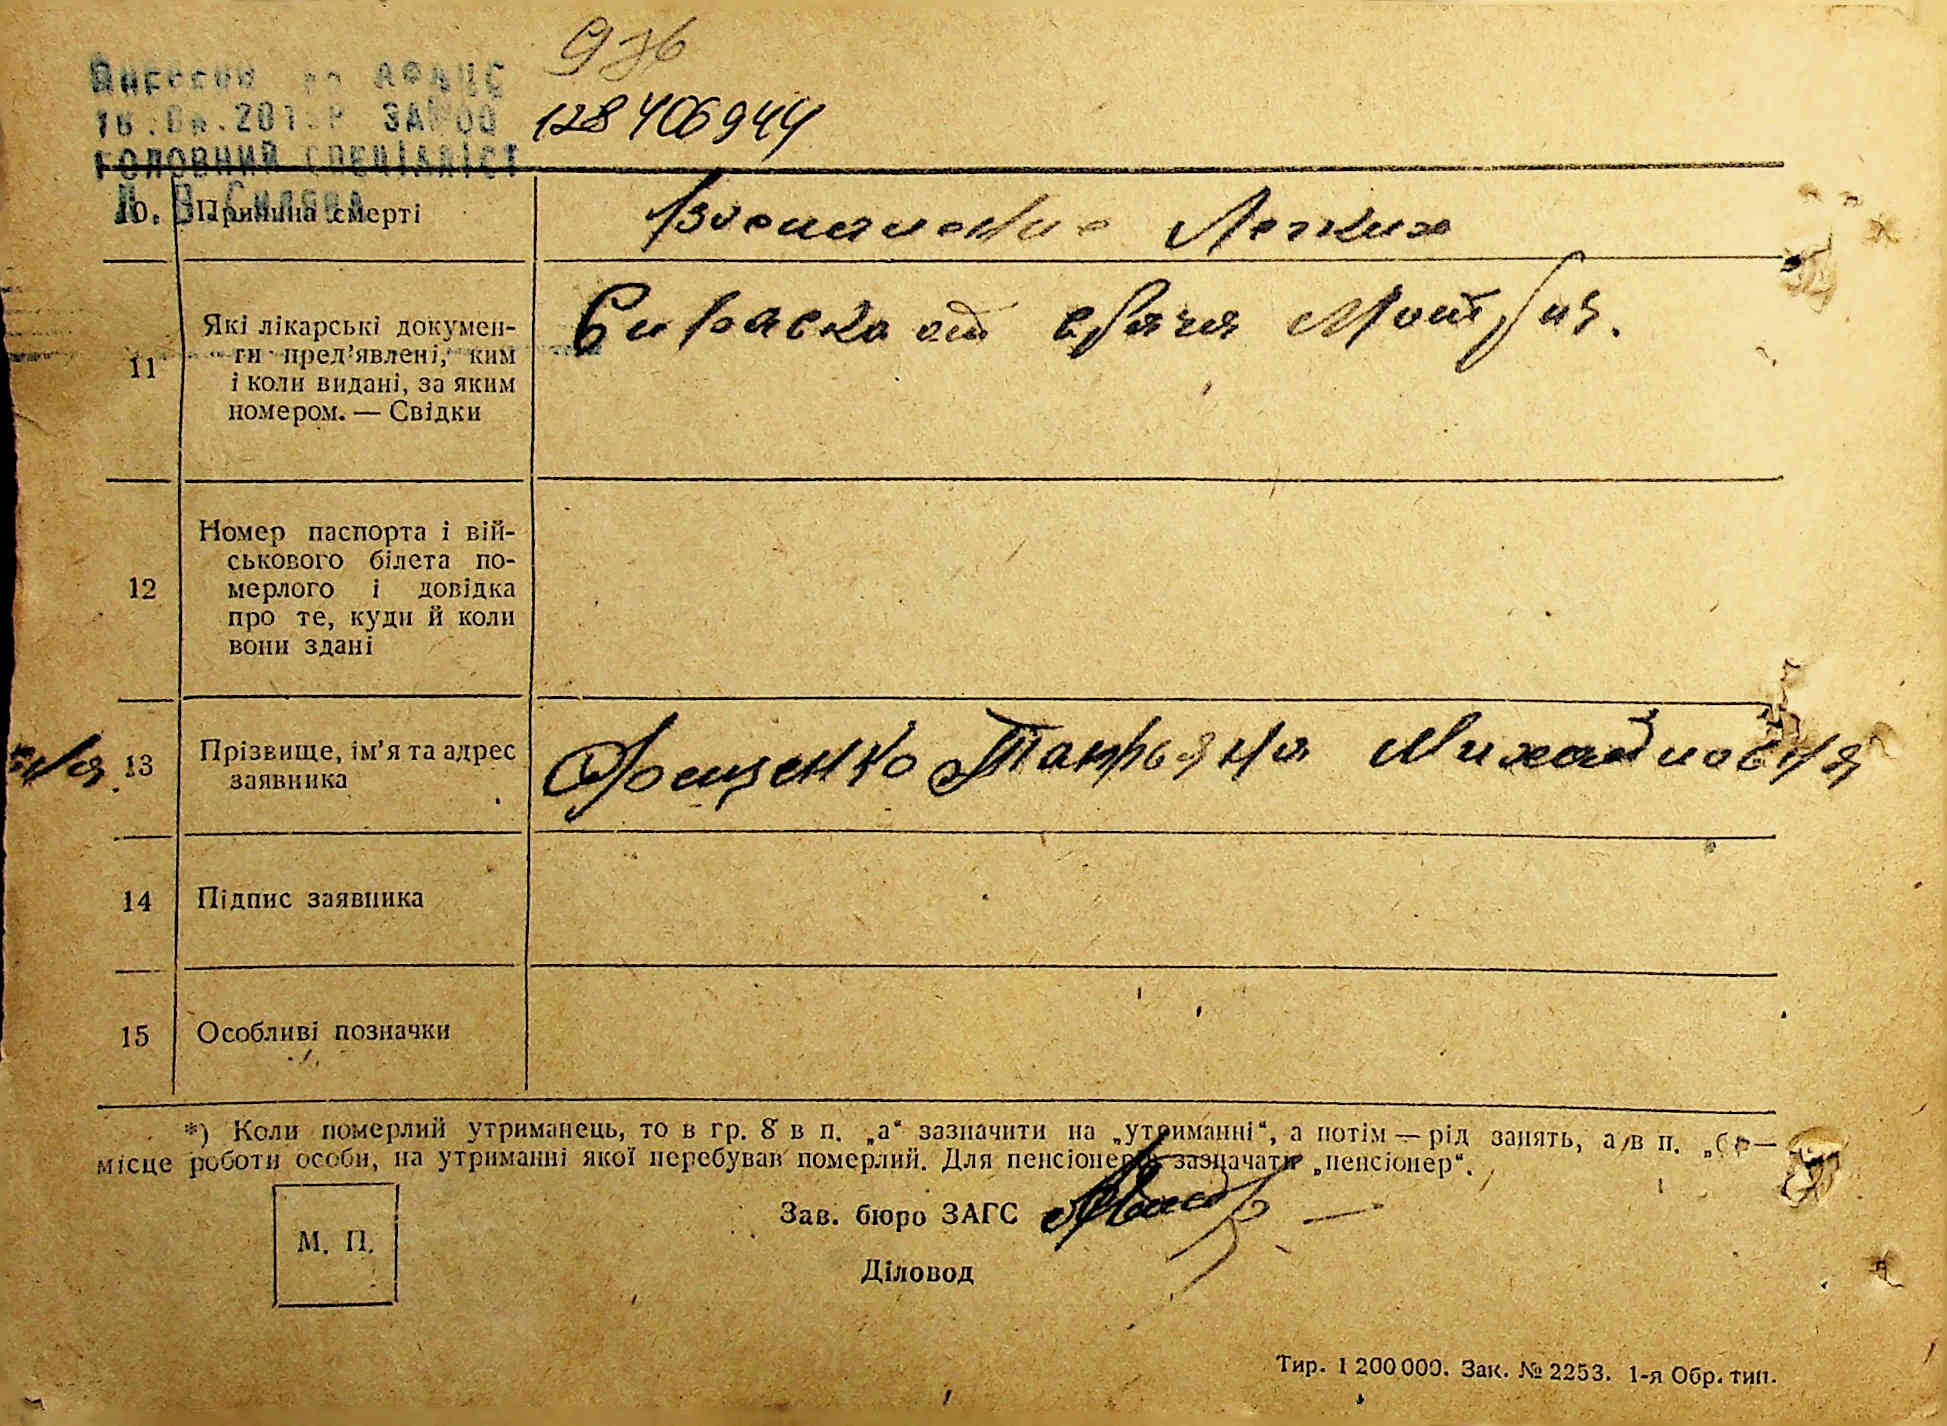 128406944
ГОЛОВНИЙ СПЕЦІАЛІСТ
10. Причина смерті
Воспаление Легких
11
Які лікарські докумен-
ти пред'явлені, ким
і коли видані, за яким
номером. — Свідки
Справка от врача
12
Номер паспорта і вій-
ськового білета по-
мерлого і довідка
про те, куди й коли
вони здані
13
Прізвище, ім'я та адрес
заявника
Татьяна Михайловна
14
Підпис заявника
15
Особливі позначки
*) Коли померлий утриманець, то в гр. 8 в п. „а“ зазначити на „утриманні“, а потім — рід занять, а в п.
місце роботи особи, на утриманні якої перебував померлий. Для пенсіонерів зазначати „пенсіонер“.
М. П.
Зав. бюро ЗАГС
Діловод
Тир. 1 200 000. Зак. № 2253. 1-я Обр. тип.